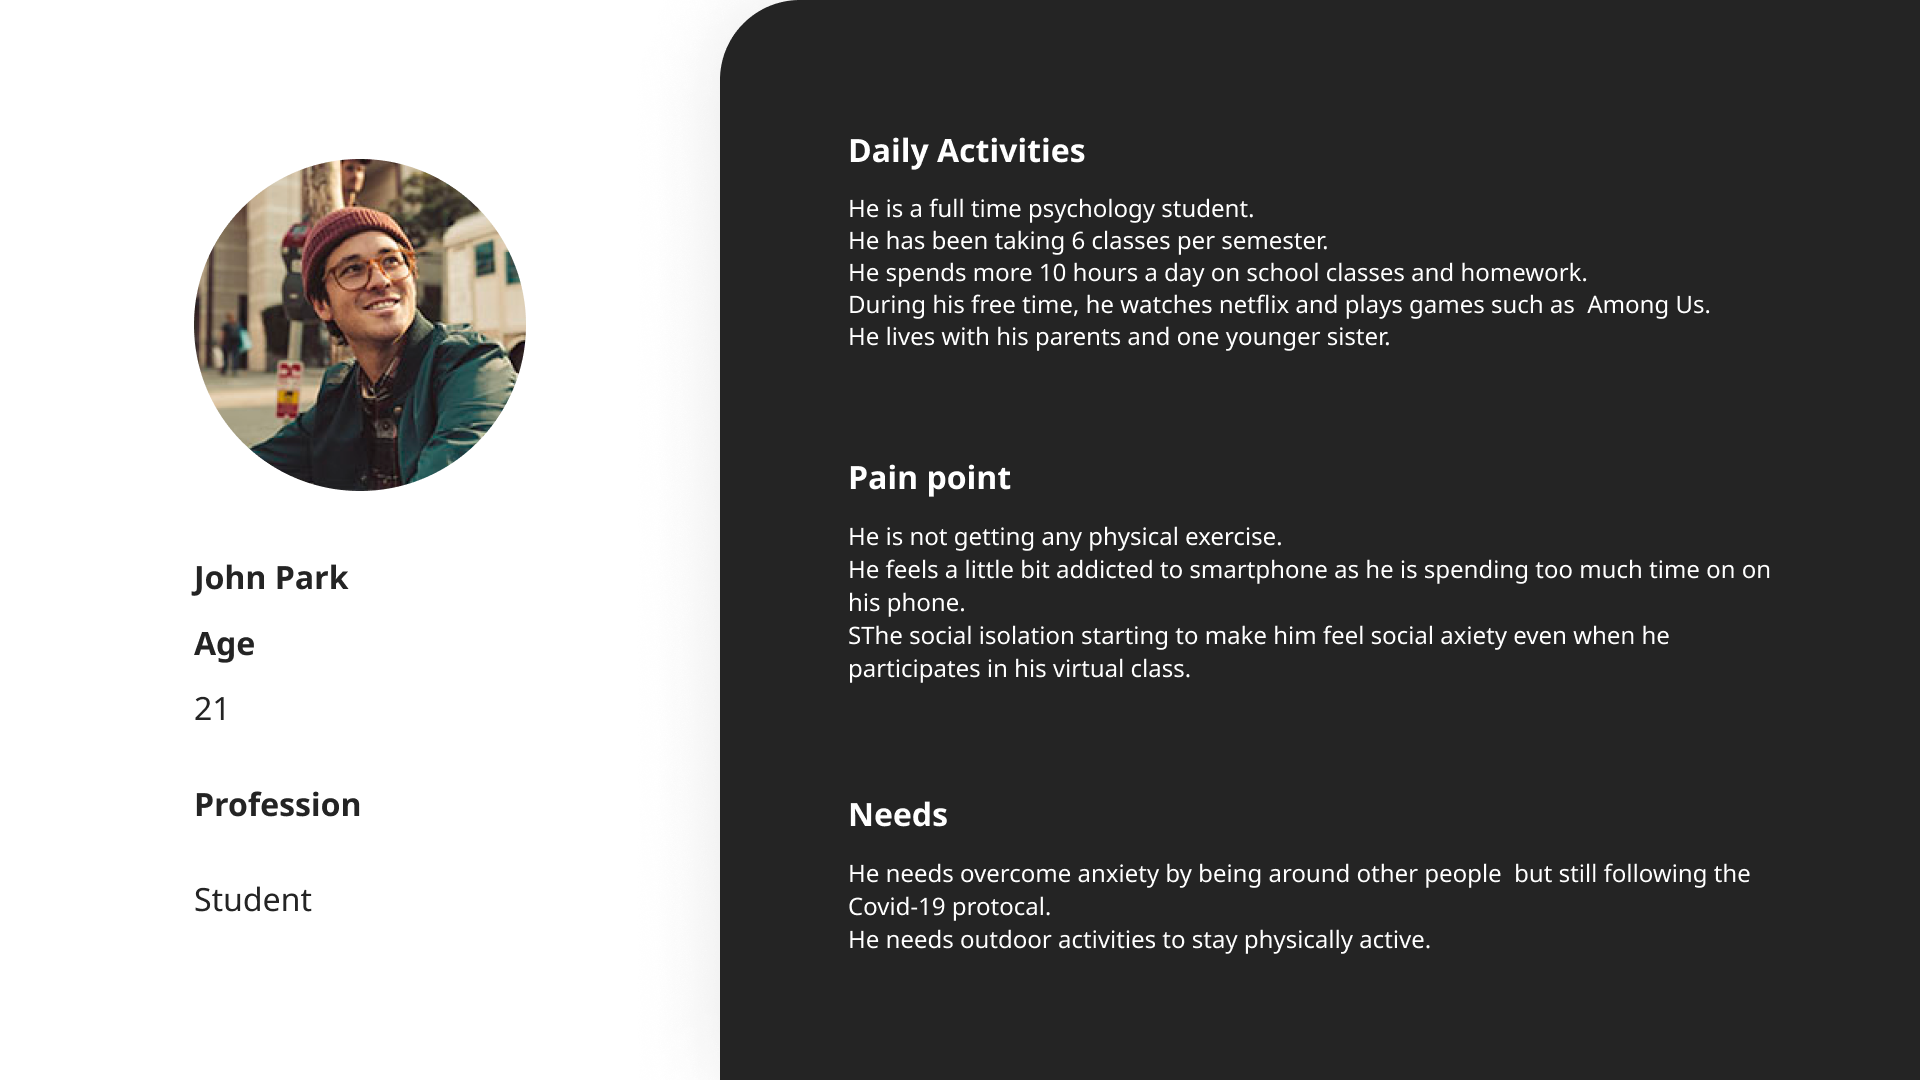 John Park
Age
21
Profession
Student
Daily Activities
He is a full time psychology student.
He has been taking 6 classes per semester.
He spends more 10 hours a day on school classes and homework.
During his free time, he watches netflix and plays games such as  Among Us.
He lives with his parents and one younger sister.
Pain point
He is not getting any physical exercise.
He feels a little bit addicted to smartphone as he is spending too much time on on
his phone.
SThe social isolation starting to make him feel social axiety even when he
participates in his virtual class.
Needs
He needs overcome anxiety by being around other people  but still following the
Covid-19 protocal.
He needs outdoor activities to stay physically active.